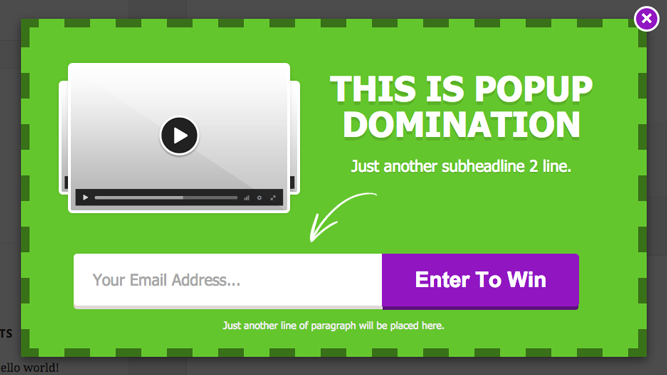 THIS IS POPUP
DOMINATION
Just another subheadline 2 line.
Your Email Address...
Enter To Win
Just another line of paragraph will be placed here.
TS
ello world!